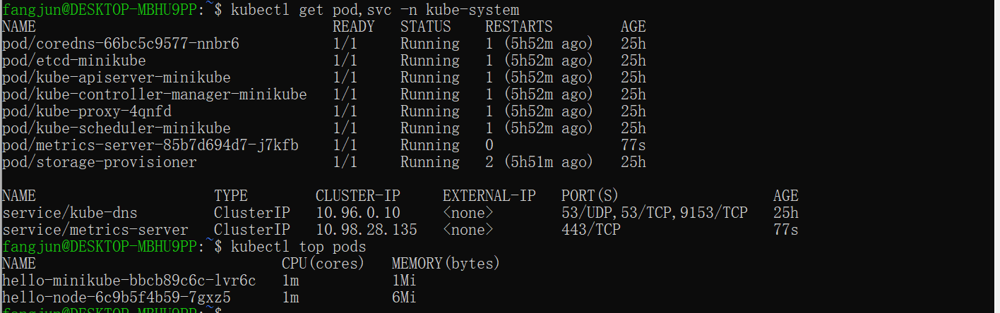 fangjun@DESKTOP-MBHU9PP:~$ kubectl get pod,svc -n kube-system
NAME READY STATUS RESTARTS AGE
pod/coredns-66bc5c9577-nnbr6 1/1 Running 1 (5h52m ago) 25h
pod/etcd-minikube 1/1 Running 1 (5h52m ago) 25h
pod/kube-apiserver-minikube 1/1 Running 1 (5h52m ago) 25h
pod/kube-controller-manager-minikube 1/1 Running 1 (5h52m ago) 25h
pod/kube-proxy-4qnfd 1/1 Running 1 (5h52m ago) 25h
pod/kube-scheduler-minikube 1/1 Running 1 (5h52m ago) 25h
pod/metrics-server-85b7d694d7-j7kfb 1/1 Running 0 77s
pod/storage-provisioner 1/1 Running 2 (5h51m ago) 25h
NAME TYPE CLUSTER-IP EXTERNAL-IP PORT(S) AGE
service/kube-dns ClusterIP 10.96.0.10 <none> 53/UDP,53/TCP,9153/TCP 25h
service/metrics-server ClusterIP 10.98.28.135 <none> 443/TCP 77s
fangjun@DESKTOP-MBHU9PP:~$ kubectl top pods
NAME CPU(cores) MEMORY(bytes)
hello-minikube-bbcb89c6c-lvr6c 1m 1Mi
hello-node-6c9b5f4b59-7gxz5 1m 6Mi
fangjun@DESKTOP-MBHU9PP:~$